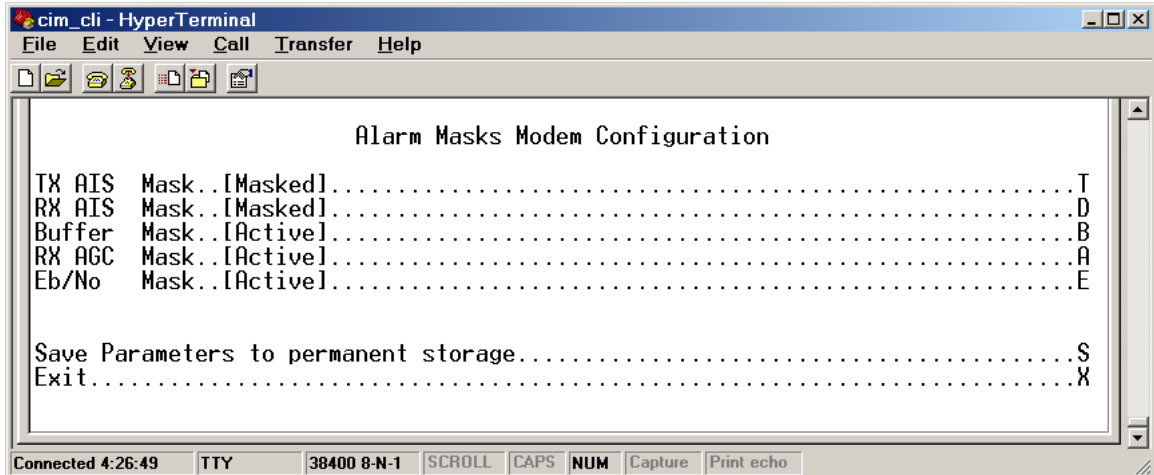 cim_cli - HyperTerminal
File Edit View Call Transfer Help
Alarm Masks Modem Configuration
TX AIS Mask..[Masked]........................................................T
RX AIS Mask..[Masked]........................................................D
Buffer Mask..[Active]........................................................B
RX AGC Mask..[Active]........................................................A
Eb/No Mask..[Active]........................................................E
Save Parameters to permanent storage..........................................S
Exit..........................................................................X
Connected 4:26:49 TTY 38400 8-N-1 SCROLL CAPS NUM Capture Print echo